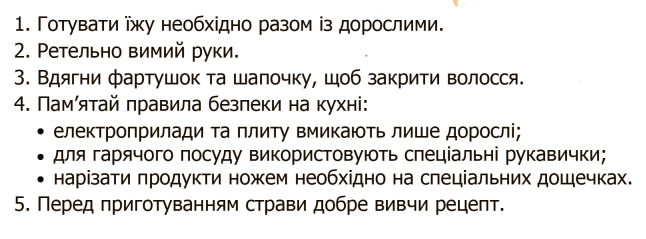 1. Готувати їжу необхідно разом із дорослими.
2. Ретельно вимий руки.
3. Вдягни фартушок та шапочку, щоб закрити волосся.
4. Пам’ятай правила безпеки на кухні:
• електроприлади та плиту вмикають лише дорослі;
• для гарячого посуду використовують спеціальні рукавички;
• нарізати продукти ножем необхідно на спеціальних дощечках.
5. Перед приготуванням страви добре вивчи рецепт.